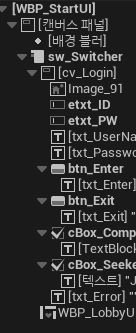 [WBP_StartUI]
[캔버스 패널]
[배경 블러]
sw_Switcher
[cv_Login]
Image_91
etxt_ID
etxt_PW
[txt_UserNa
[txt_Passwo
btn_Enter
[txt_Enter]
btn_Exit
[txt_Exit] "
cBox_Comp
[TextBlock
cBox_Seeke
[텍스트] "J
[txt_Error] "
WBP_LobbyU